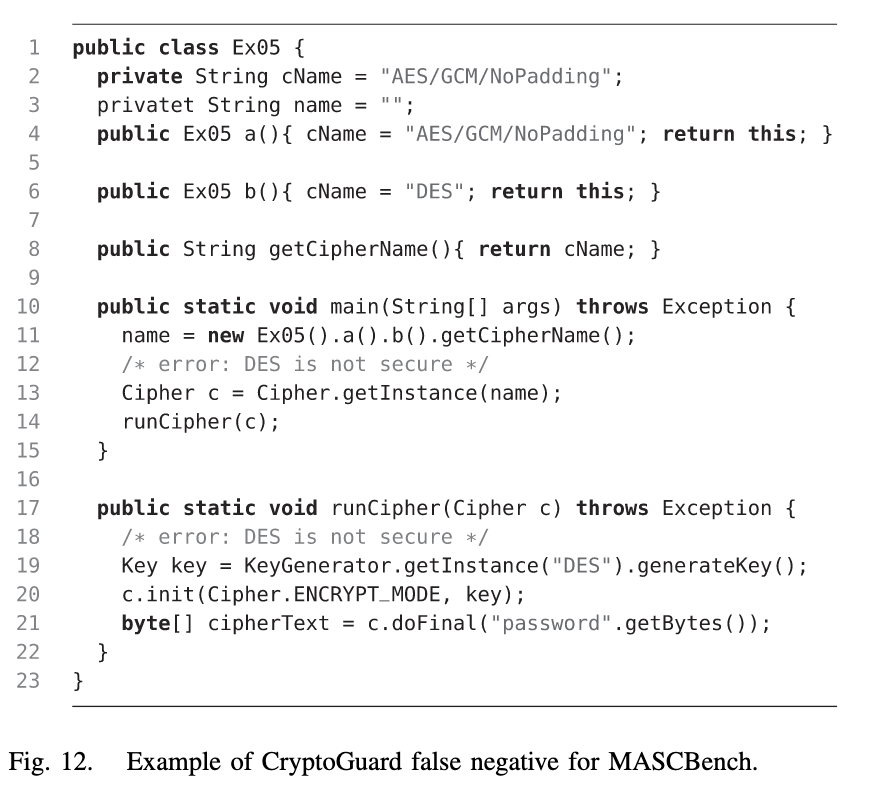 1 public class Ex05 {
2 private String cName = "AES/GCM/NoPadding";
3 privatet String name = "";
4 public Ex05 a(){ cName = "AES/GCM/NoPadding"; return this; }
5
6 public Ex05 b(){ cName = "DES"; return this; }
7
8 public String getCipherName(){ return cName; }
9
10 public static void main(String[] args) throws Exception {
11 name = new Ex05().a().b().getCipherName();
12 /* error: DES is not secure */
13 Cipher c = Cipher.getInstance(name);
14 runCipher(c);
15 }
16
17 public static void runCipher(Cipher c) throws Exception {
18 /* error: DES is not secure */
19 Key key = KeyGenerator.getInstance("DES").generateKey();
20 c.init(Cipher.ENCRYPT_MODE, key);
21 byte[] cipherText = c.doFinal("password".getBytes());
22 }
23 }
Fig. 12. Example of CryptoGuard false negative for MASCBench.